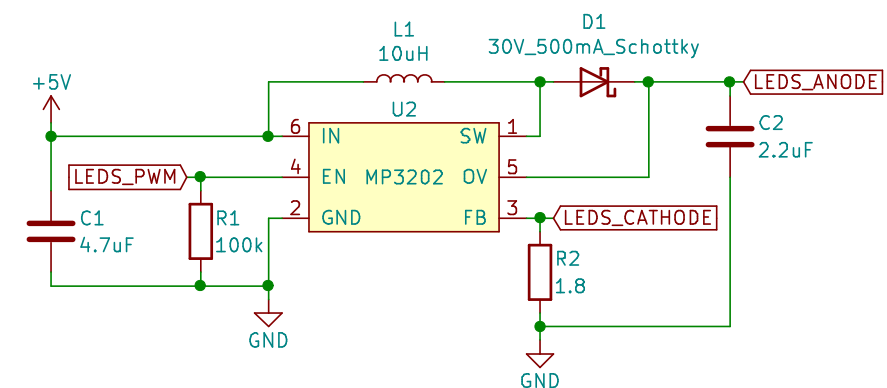 D1
30V_500mA_Schottky
L1
10uH
+5V
LEDS_ANODE
U2
6 IN SW 1
4 EN MP3202 OV 5
2 GND FB 3
C2
2.2uF
LEDS_PWM
LEDS_CATHODE
C1
4.7uF
R1
100k
R2
1.8
GND
GND